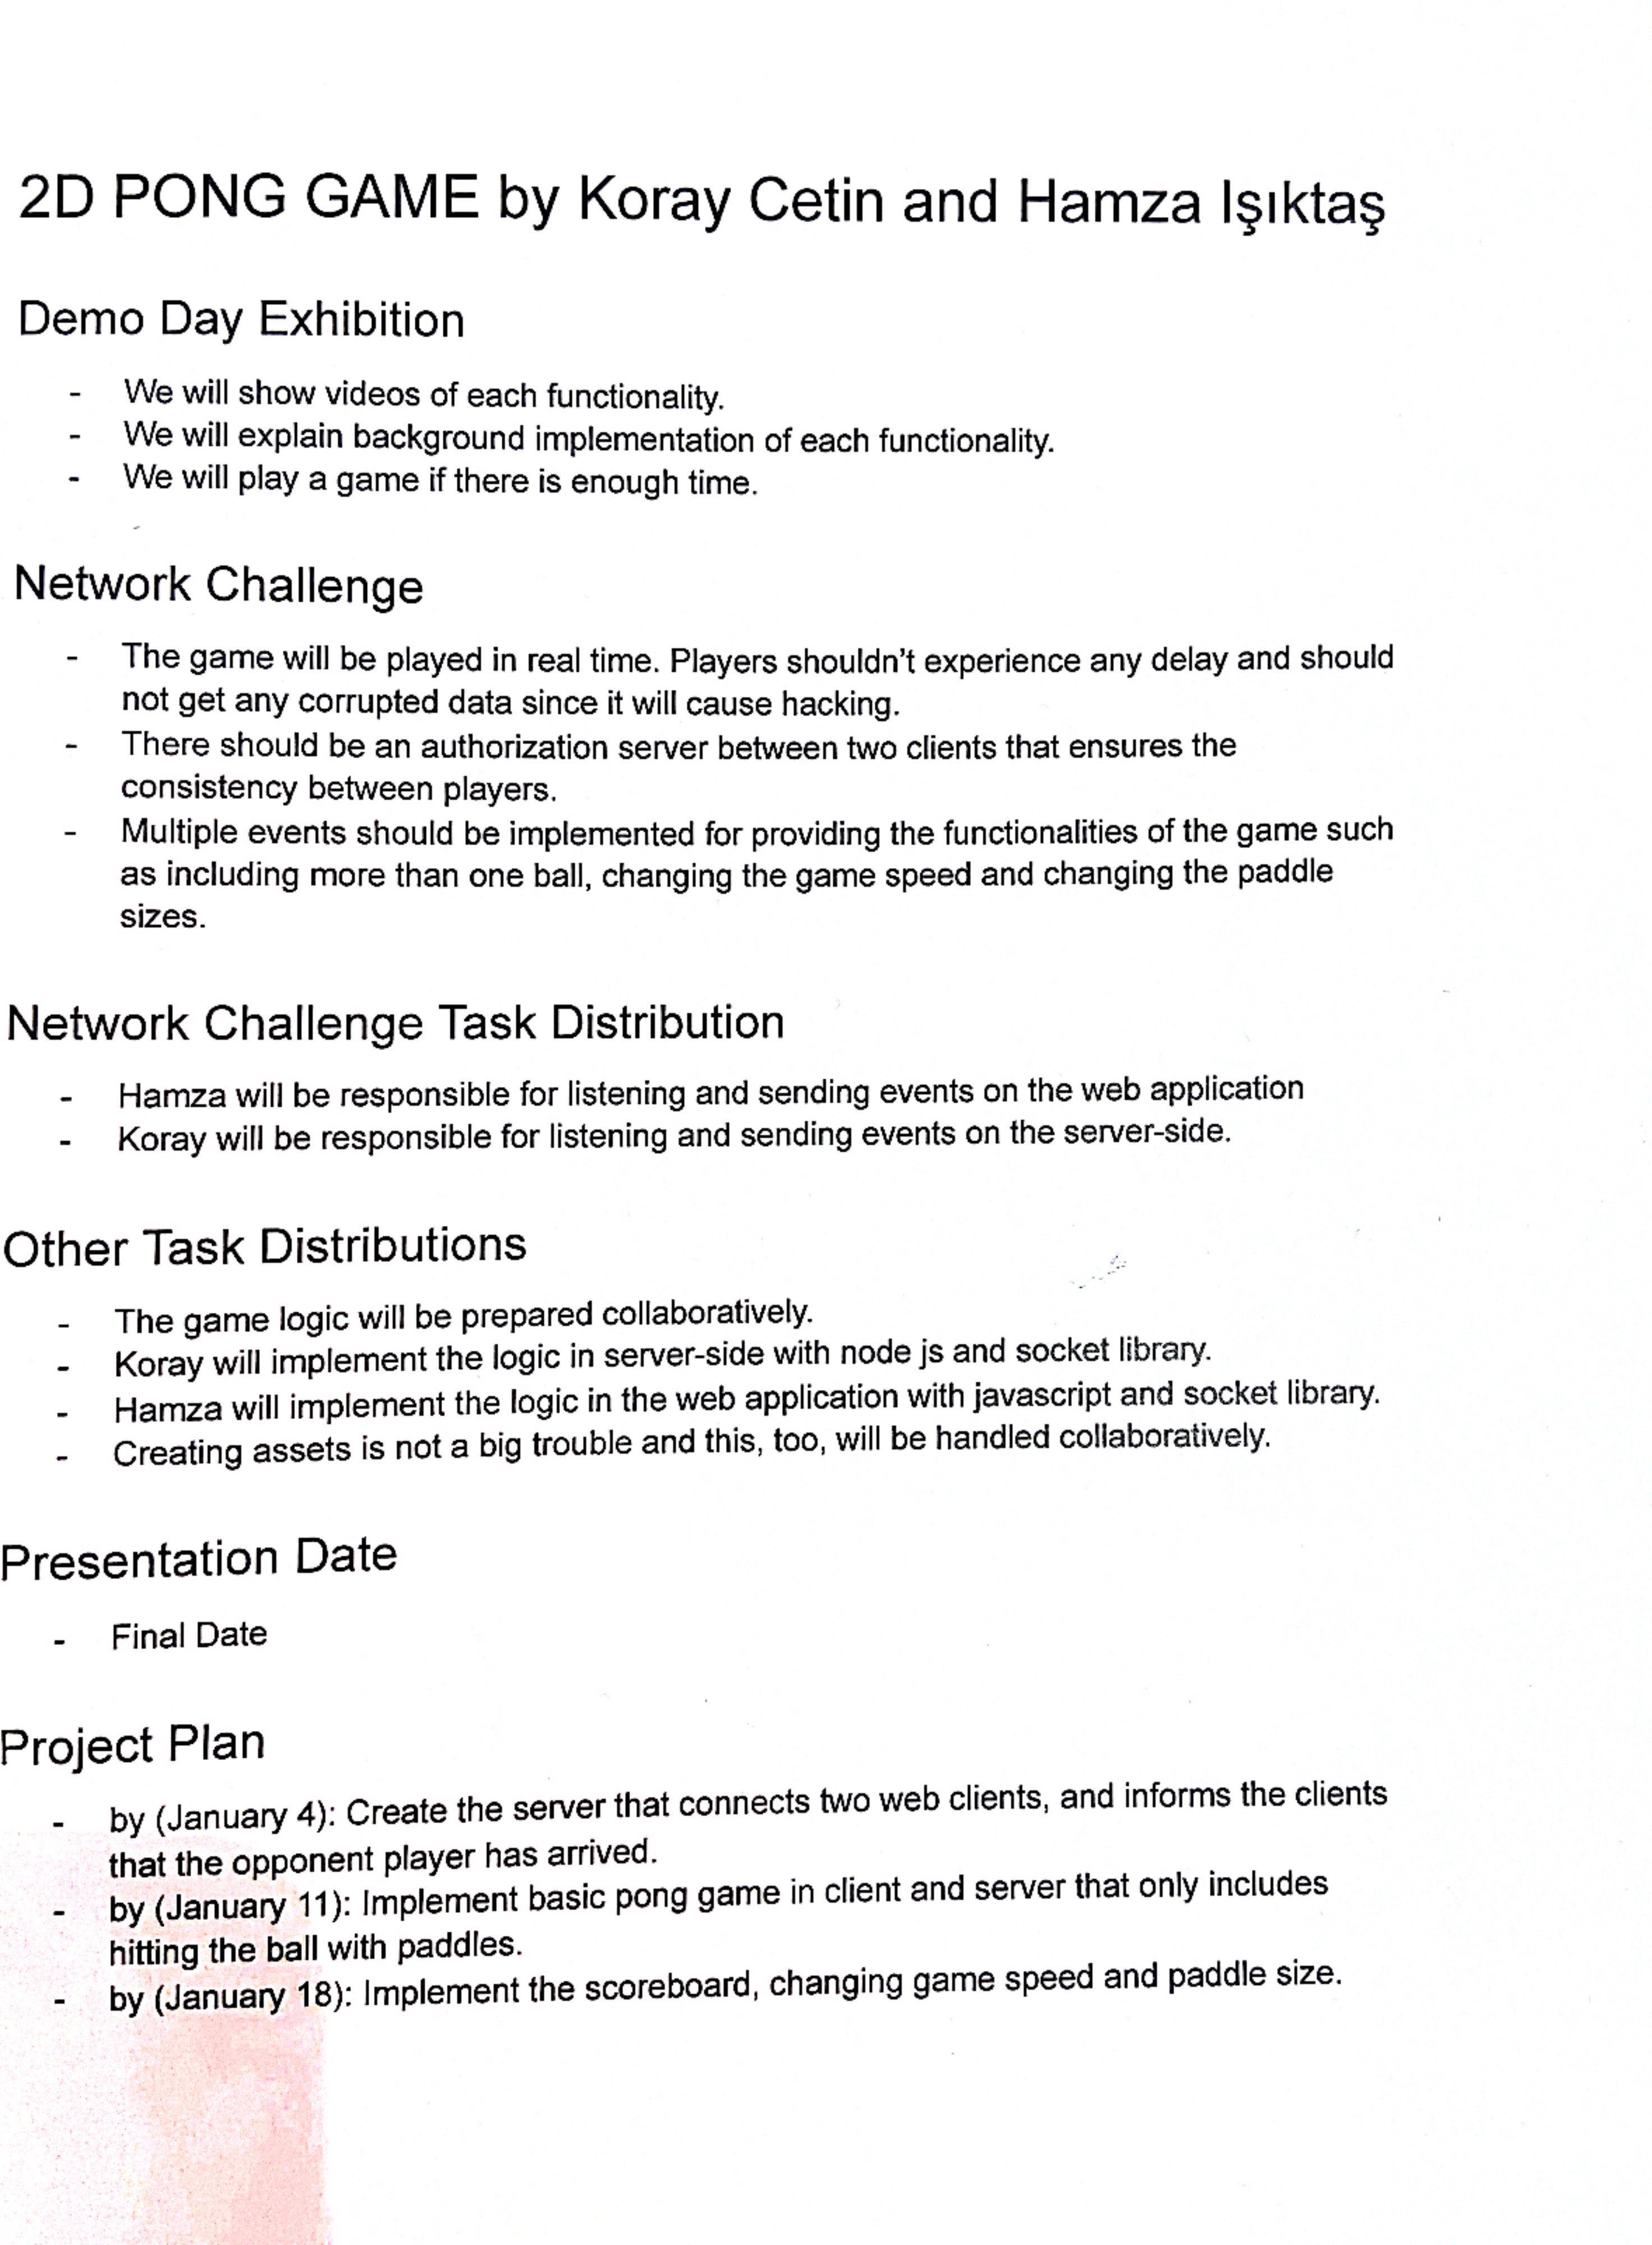 2D PONG GAME by Koray Cetin and Hamza Işıktaş
Demo Day Exhibition
- We will show videos of each functionality.
- We will explain background implementation of each functionality.
- We will play a game if there is enough time.
Network Challenge
- The game will be played in real time. Players shouldn't experience any delay and should
not get any corrupted data since it will cause hacking.
- There should be an authorization server between two clients that ensures the
consistency between players.
- Multiple events should be implemented for providing the functionalities of the game such
as including more than one ball, changing the game speed and changing the paddle
sizes.
Network Challenge Task Distribution
- Hamza will be responsible for listening and sending events on the web application
- Koray will be responsible for listening and sending events on the server-side.
Other Task Distributions
- The game logic will be prepared collaboratively.
- Koray will implement the logic in server-side with node js and socket library.
- Hamza will implement the logic in the web application with javascript and socket library.
- Creating assets is not a big trouble and this, too, will be handled collaboratively.
Presentation Date
- Final Date
Project Plan
- by (January 4): Create the server that connects two web clients, and informs the clients
that the opponent player has arrived.
- by (January 11): Implement basic pong game in client and server that only includes
hitting the ball with paddles.
- by (January 18): Implement the scoreboard, changing game speed and paddle size.